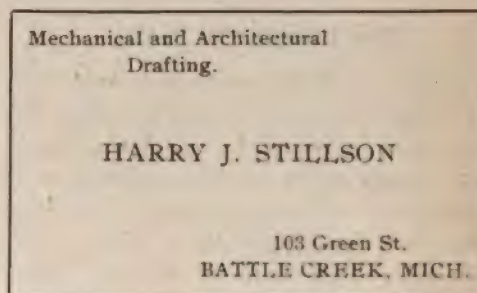 Mechanical and Architectural
Drafting.
HARRY J. STILLSON
103 Green St.
BATTLE CREEK, MICH.